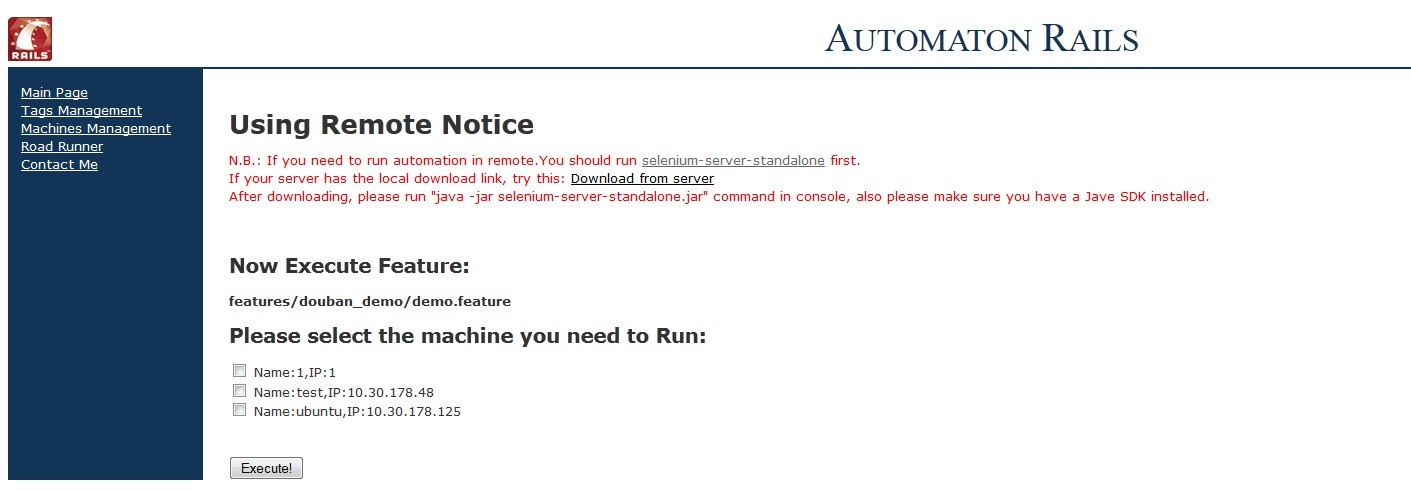 RAILS
AUTOMATON RAILS
Main Page
Tags Management
Machines Management
Road Runner
Contact Me
Using Remote Notice
N.B.: If you need to run automation in remote.You should run selenium-server-standalone first.
If your server has the local download link, try this: Download from server
After downloading, please run "java -jar selenium-server-standalone.jar" command in console, also please make sure you have a Jave SDK installed.
Now Execute Feature:
features/douban_demo/demo.feature
Please select the machine you need to Run:
Name:1,IP:1
Name:test,IP:10.30.178.48
Name:ubuntu,IP:10.30.178.125
Execute!